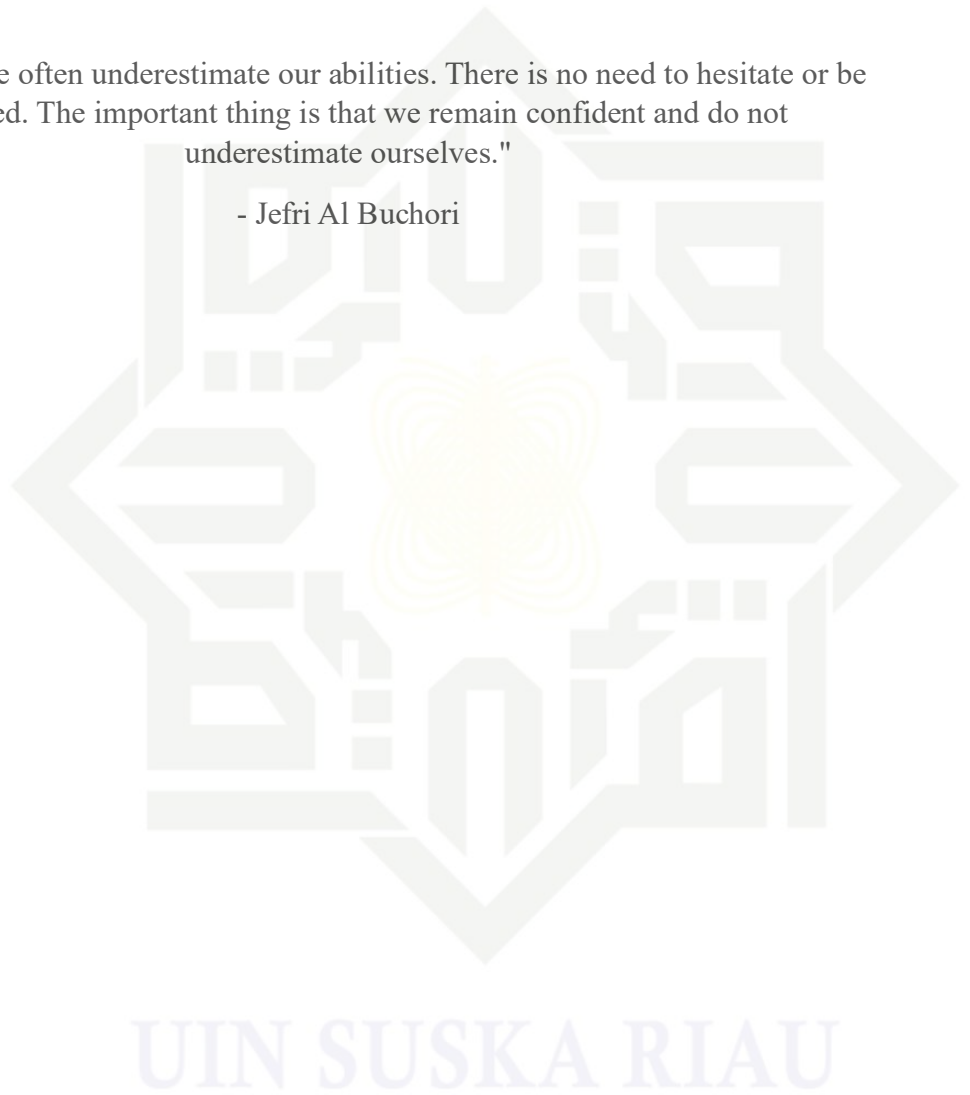 often underestimate our abilities. There is no need to hesitate or be
The important thing is that we remain confident and do not
underestimate ourselves."
- Jefri Al Buchori
UIN SUSKA RIAU